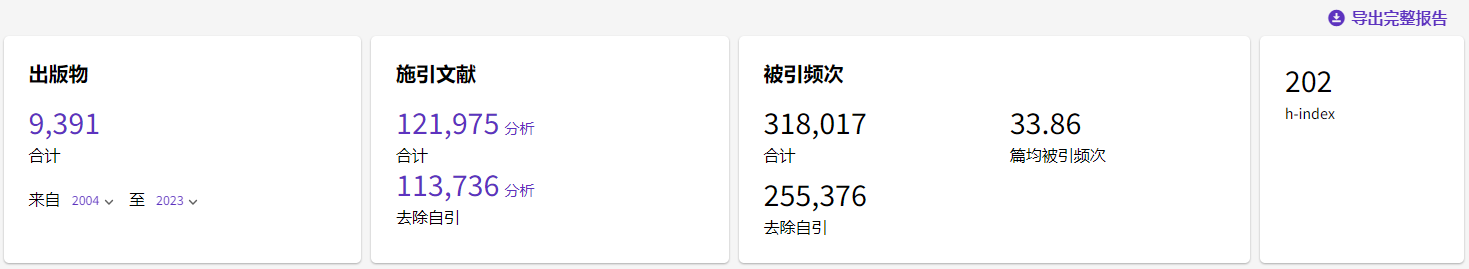 导出完整报告
出版物
9,391
合计
来自 2004 至 2023
施引文献
121,975 分析
合计
113,736 分析
去除自引
被引频次
318,017
合计
255,376
去除自引
33.86
篇均被引频次
202
h-index